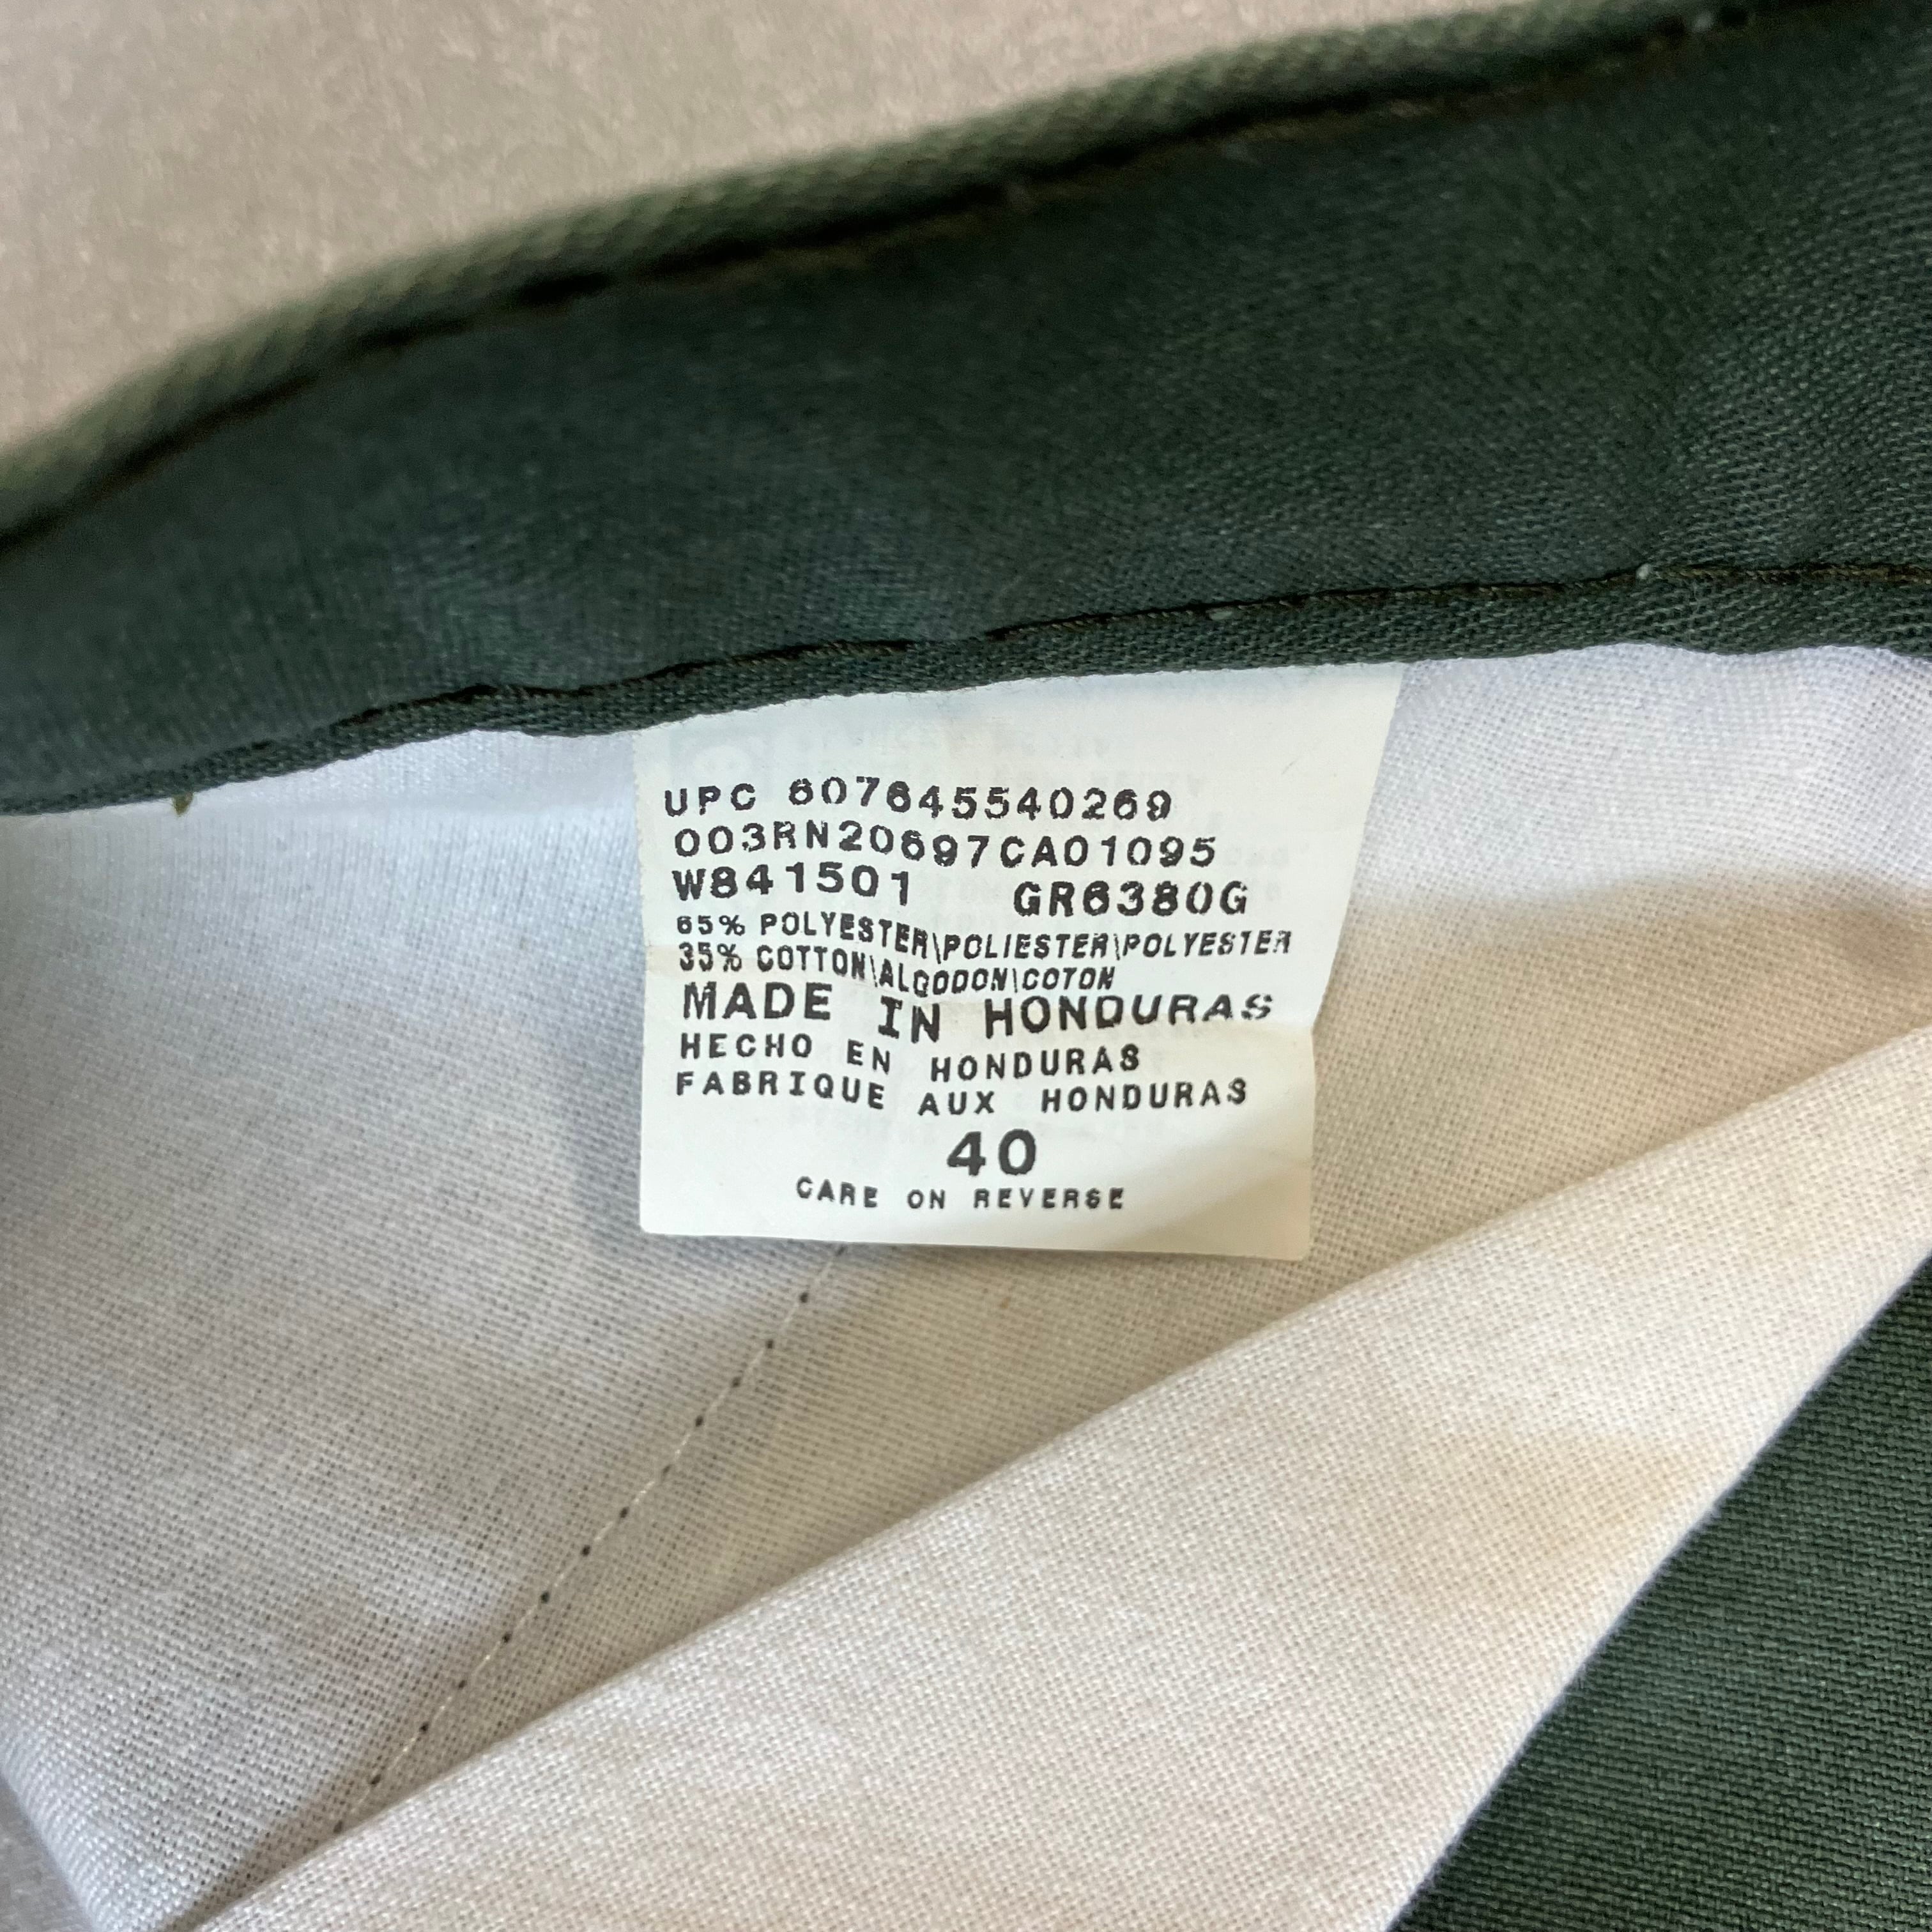 UPC 607645540269
003RN20697CA01095
W841501 GR6380G
65% POLYESTER\POLIESTER\POLYESTER
35% COTTON\ALGODON\COTON
MADE IN HONDURAS
HECHO EN HONDURAS
FABRIQUE AUX HONDURAS
40
CARE ON REVERSE